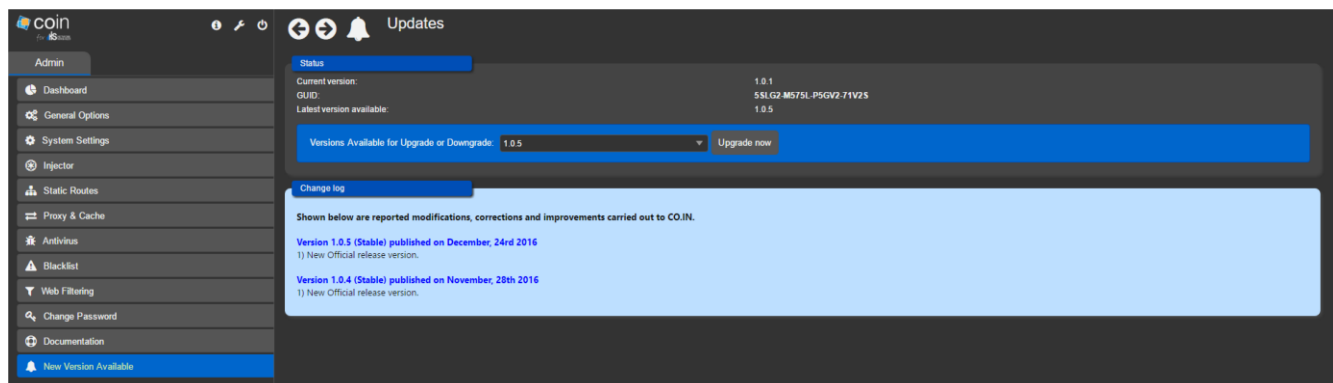 coin
for
Updates
Admin
Dashboard
General Options
System Settings
Injector
Static Routes
Proxy & Cache
Antivirus
Blacklist
Web Filtering
Change Password
Documentation
New Version Available
Status
Current version: 1.0.1
GUID: 5SLG2-M575L-P5GV2-71V2S
Latest version available: 1.0.5
Versions Available for Upgrade or Downgrade: 1.0.5 Upgrade now
Change log
Shown below are reported modifications, corrections and improvements carried out to CO.IN.
Version 1.0.5 (Stable) published on December, 24rd 2016
1) New Official release version.
Version 1.0.4 (Stable) published on November, 28th 2016
1) New Official release version.